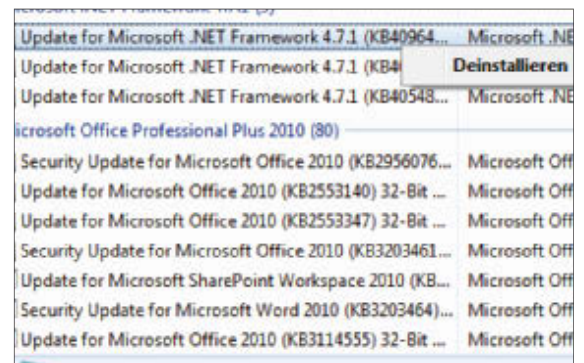 Update for Microsoft .NET Framework 4.7.1 (KB40964... Microsoft .NE
Update for Microsoft .NET Framework 4.7.1 (KB4 Deinstallieren
Update for Microsoft .NET Framework 4.7.1 (KB40548... Microsoft .NE
icrosoft Office Professional Plus 2010 (80)
Security Update for Microsoft Office 2010 (KB2956076... Microsoft Off
Update for Microsoft Office 2010 (KB2553140) 32-Bit ... Microsoft Off
Update for Microsoft Office 2010 (KB2553347) 32-Bit ... Microsoft Off
Security Update for Microsoft Office 2010 (KB3203461... Microsoft Off
Update for Microsoft SharePoint Workspace 2010 (KB... Microsoft Off
Security Update for Microsoft Word 2010 (KB3203464)... Microsoft Off
Update for Microsoft Office 2010 (KB3114555) 32-Bit ... Microsoft Off